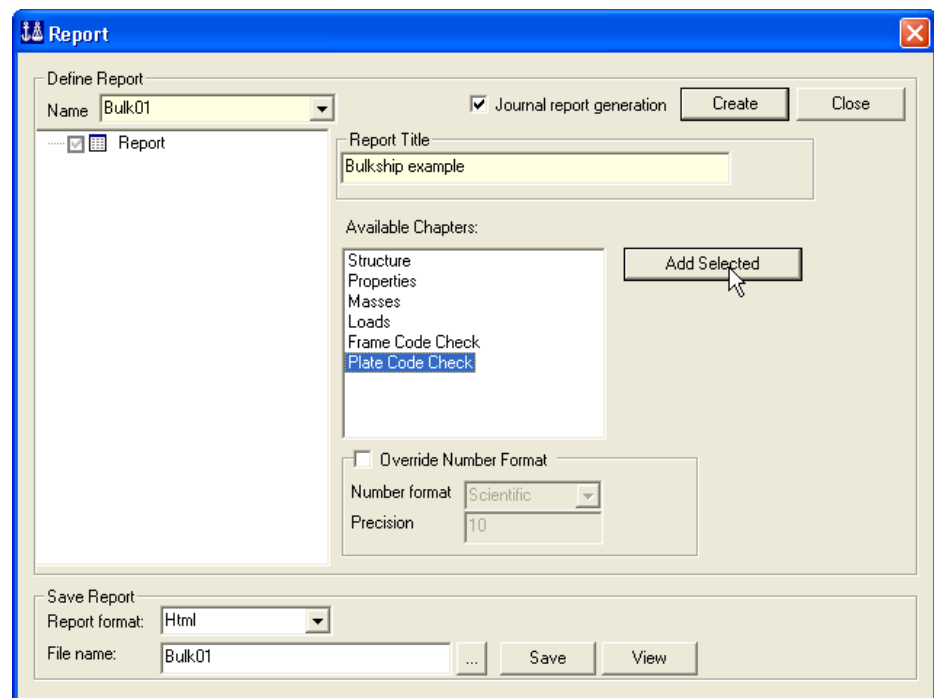 Report
Define Report
Name Bulk01
Journal report generation
Create
Close
Report
Report Title
Bulkship example
Available Chapters:
Structure
Properties
Masses
Loads
Frame Code Check
Plate Code Check
Add Selected
Override Number Format
Number format Scientific
Precision 10
Save Report
Report format: Html
File name: Bulk01 ... Save View